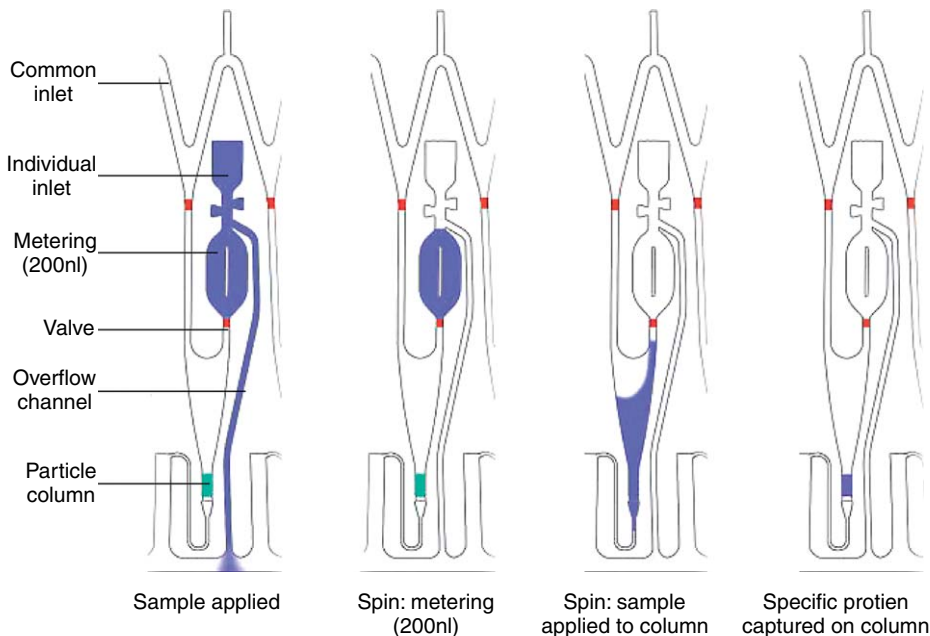 Common
inlet
Individual
inlet
Metering
(200nl)
Valve
Overflow
channel
Particle
column
Sample applied
Spin: metering
(200nl)
Spin: sample
applied to column
Specific protien
captured on column